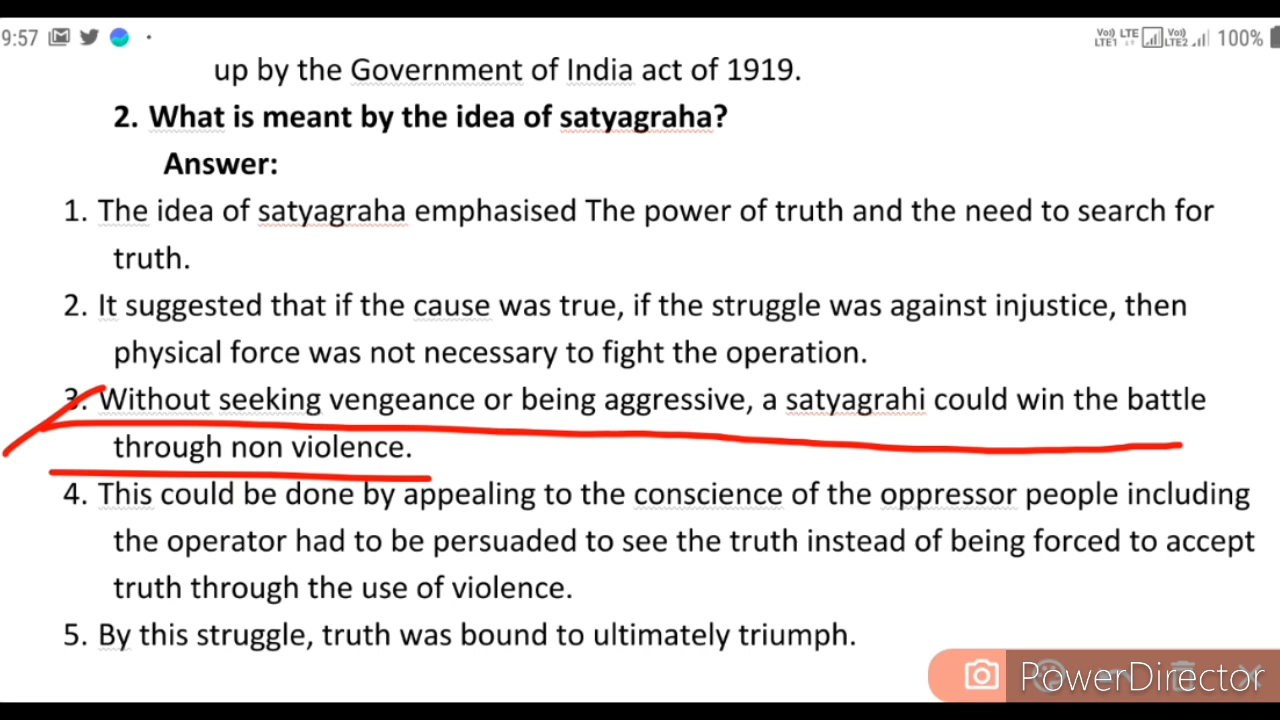 9:57 Vo) LTE1 LTE Vo) LTE2 100%
up by the Government of India act of 1919.
2. What is meant by the idea of satyagraha?
Answer:
1. The idea of satyagraha emphasised The power of truth and the need to search for
truth.
2. It suggested that if the cause was true, if the struggle was against injustice, then
physical force was not necessary to fight the operation.
3. Without seeking vengeance or being aggressive, a satyagrahi could win the battle
through non violence.
4. This could be done by appealing to the conscience of the oppressor people including
the operator had to be persuaded to see the truth instead of being forced to accept
truth through the use of violence.
5. By this struggle, truth was bound to ultimately triumph.
PowerDirector